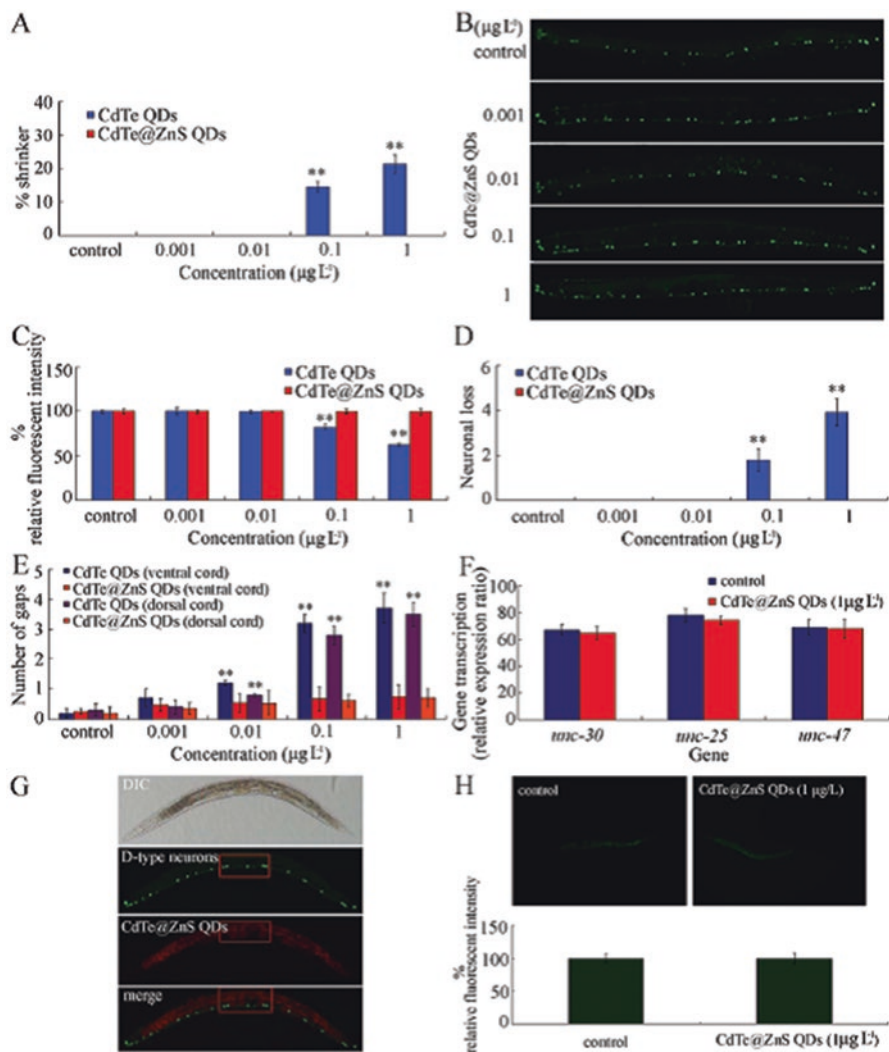 A
40
30
20
10
0
% shrinker
CdTe QDs
CdTe@ZnS QDs
**
**
control 0.001 0.01 0.1 1
Concentration (μg L⁻¹)
B
(μg L⁻¹)
control
0.001
0.01
0.1
1
CdTe@ZnS QDs
C
150
100
50
0
%
relative fluorescent intensity
CdTe QDs
CdTe@ZnS QDs
**
**
control 0.001 0.01 0.1 1
Concentration (μg L⁻¹)
D
6
4
2
0
Neuronal loss
CdTe QDs
CdTe@ZnS QDs
**
**
control 0.001 0.01 0.1 1
Concentration (μg L⁻¹)
E
5
4
3
2
1
0
Number of gaps
CdTe QDs (ventral cord)
CdTe@ZnS QDs (ventral cord)
CdTe QDs (dorsal cord)
CdTe@ZnS QDs (dorsal cord)
**
**
**
**
**
**
control 0.001 0.01 0.1 1
Concentration (μg L⁻¹)
F
100
80
60
40
20
0
Gene transcription
(relative expression ratio)
control
CdTe@ZnS QDs (1μg L⁻¹)
unc-30 unc-25 unc-47
Gene
G
DIC
D-type neurons
CdTe@ZnS QDs
merge
H
control
CdTe@ZnS QDs (1 μg/L)
150
100
50
0
%
relative fluorescent intensity
control CdTe@ZnS QDs (1μg L⁻¹)